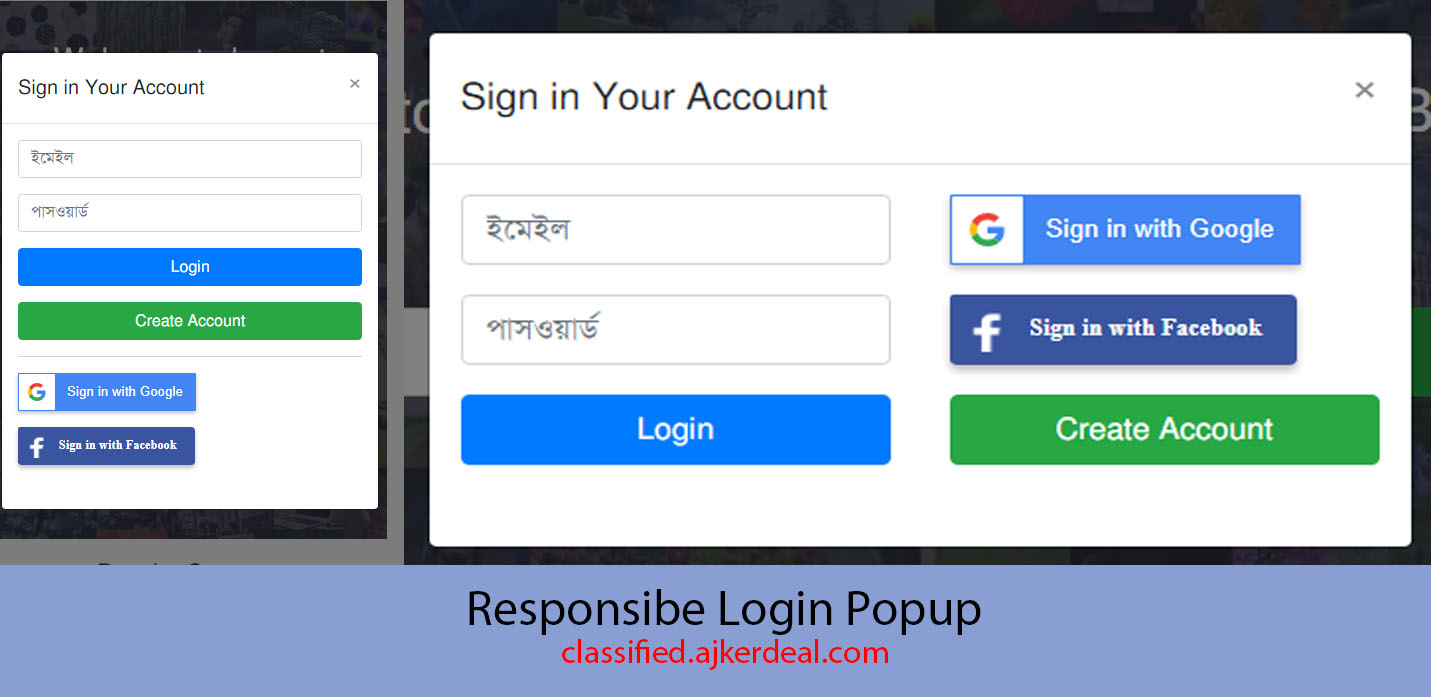 Sign in Your Account ×
ইমেইল
পাসওয়ার্ড
Login
Create Account
Sign in with Google
Sign in with Facebook
Sign in Your Account ×
ইমেইল
Sign in with Google
পাসওয়ার্ড
Sign in with Facebook
Login
Create Account
Responsibe Login Popup
classified.ajkerdeal.com